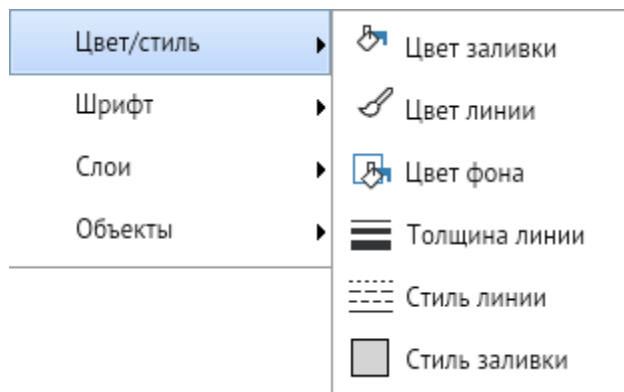 Цвет/стиль
Шрифт
Слои
Объекты
Цвет заливки
Цвет линии
Цвет фона
Толщина линии
Стиль линии
Стиль заливки